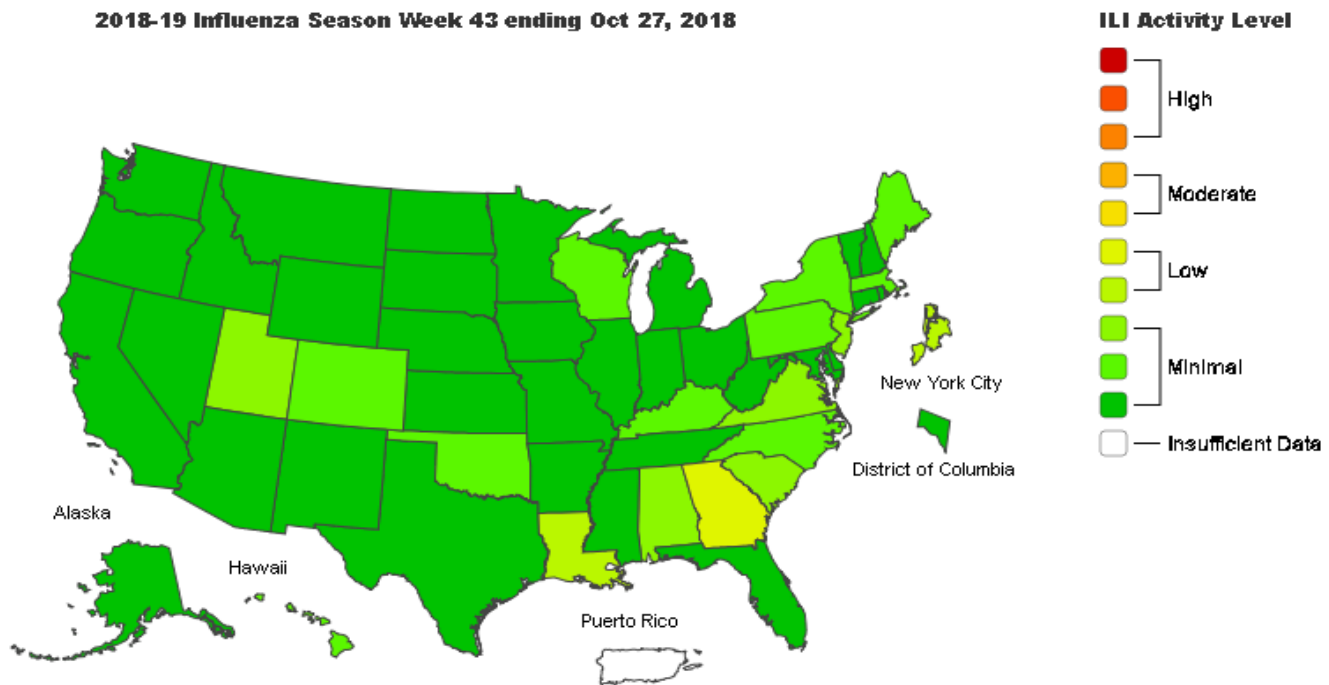 2018-19 Influenza Season Week 43 ending Oct 27, 2018
ILI Activity Level
High
Moderate
Low
Minimal
Insufficient Data
New York City
District of Columbia
Alaska
Hawaii
Puerto Rico